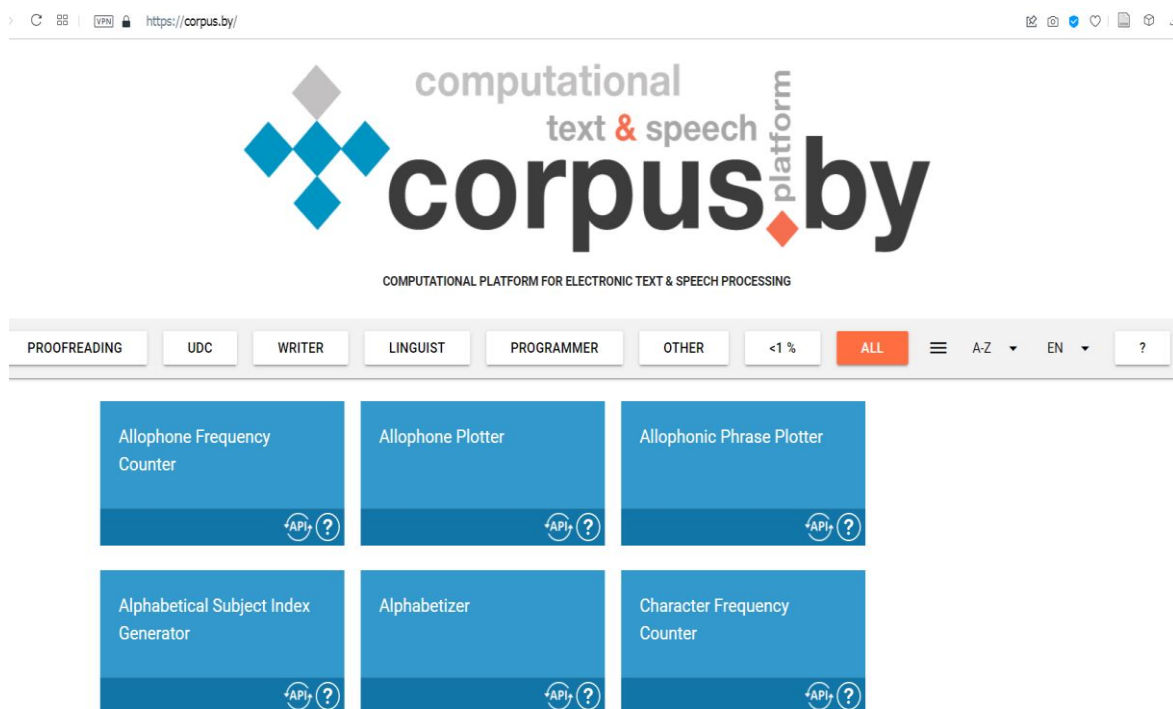 VPN https://corpus.by/
computational
text & speech
platform
corpus.by
COMPUTATIONAL PLATFORM FOR ELECTRONIC TEXT & SPEECH PROCESSING
PROOFREADING UDC WRITER LINGUIST PROGRAMMER OTHER <1 % ALL A-Z EN ?
Allophone Frequency
Counter
API ?
Allophone Plotter
API ?
Allophonic Phrase Plotter
API ?
Alphabetical Subject Index
Generator
API ?
Alphabetizer
API ?
Character Frequency
Counter
API ?